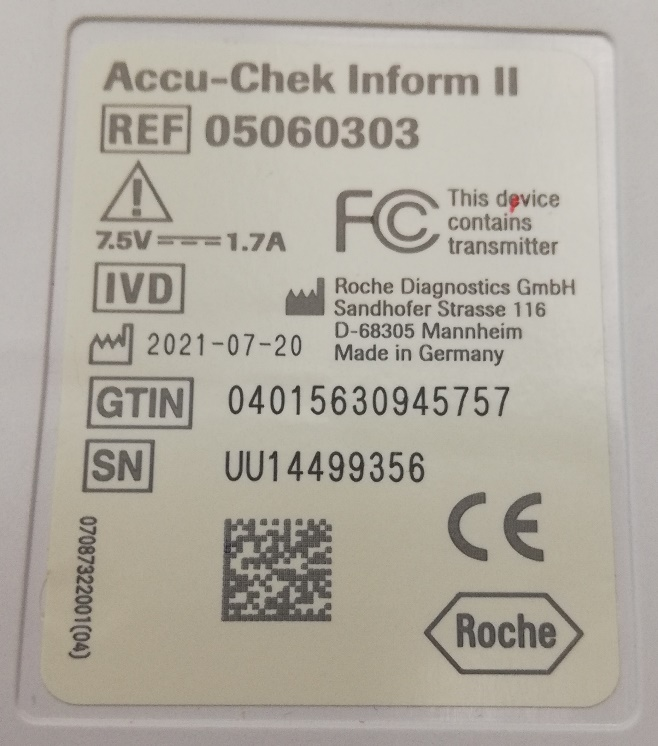 Accu-Chek Inform II
REF 05060303
7.5V 1.7A
FC This device
contains
transmitter
IVD
Roche Diagnostics GmbH
Sandhofer Strasse 116
D-68305 Mannheim
Made in Germany
2021-07-20
GTIN 04015630945757
SN UU14499356
07087322001(04)
CE
Roche